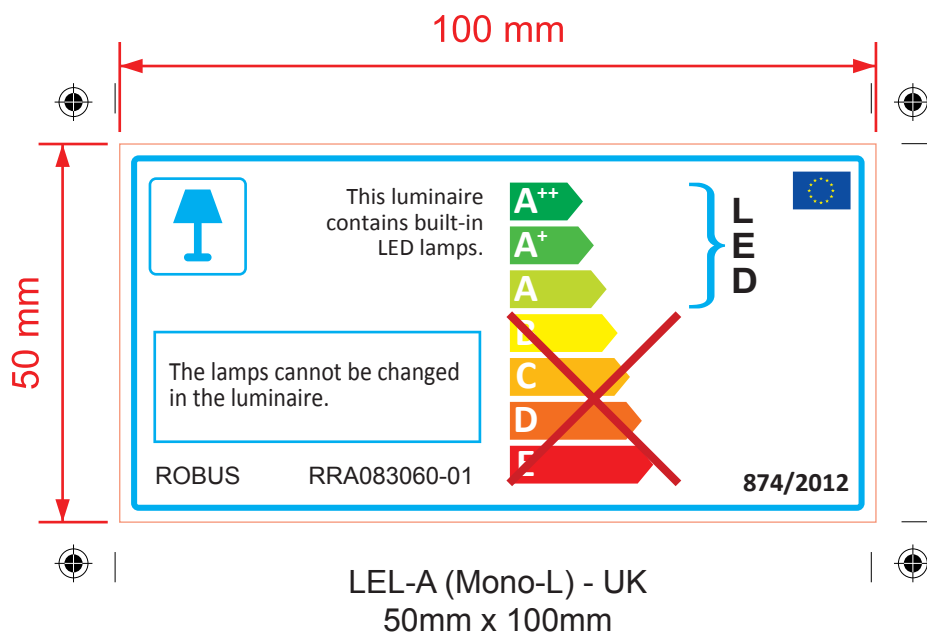 100 mm
50 mm
This luminaire
contains built-in
LED lamps.
A++
A+
A
B
C
D
E
L
E
D
The lamps cannot be changed
in the luminaire.
ROBUS RRA083060-01
874/2012
LEL-A (Mono-L) - UK
50mm x 100mm